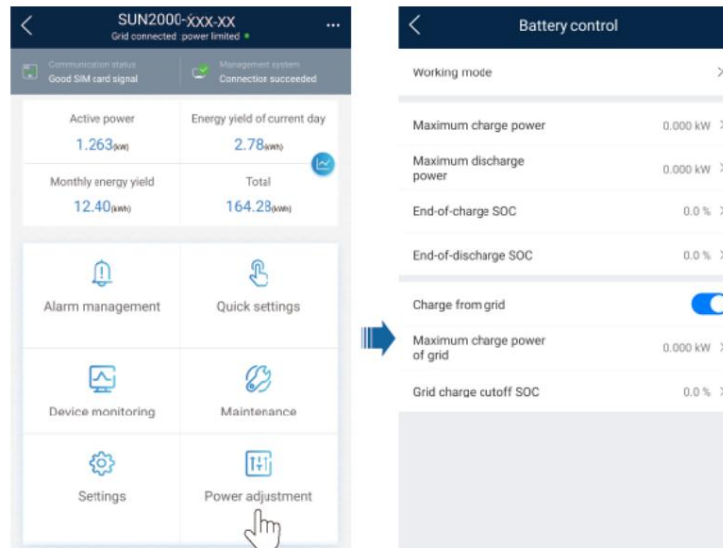 SUN2000-XXX-XX
Grid connected power limited
Communication status
Good SIM card signal
Management system
Connection succeeded
Active power
1.263(kW)
Energy yield of current day
2.78(kWh)
Monthly energy yield
12.40(kWh)
Total
164.28(kWh)
Alarm management
Quick settings
Device monitoring
Maintenance
Settings
Power adjustment
Battery control
Working mode
Maximum charge power
0.000 kW
Maximum discharge
power
0.000 kW
End-of-charge SOC
0.0 %
End-of-discharge SOC
0.0 %
Charge from grid
Maximum charge power
of grid
0.000 kW
Grid charge cutoff SOC
0.0 %